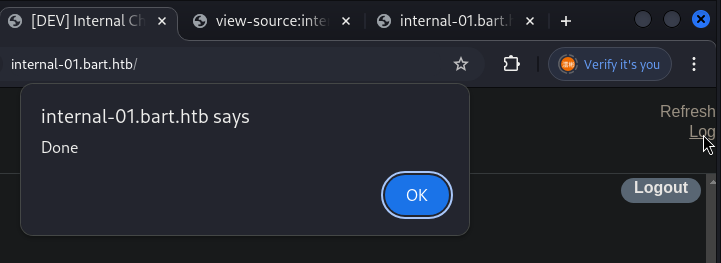 [DEV] Internal Ch
view-source:inte
internal-01.bart.h
internal-01.bart.htb/
Verify it's you
internal-01.bart.htb says
Done
OK
Refresh
Log
Logout